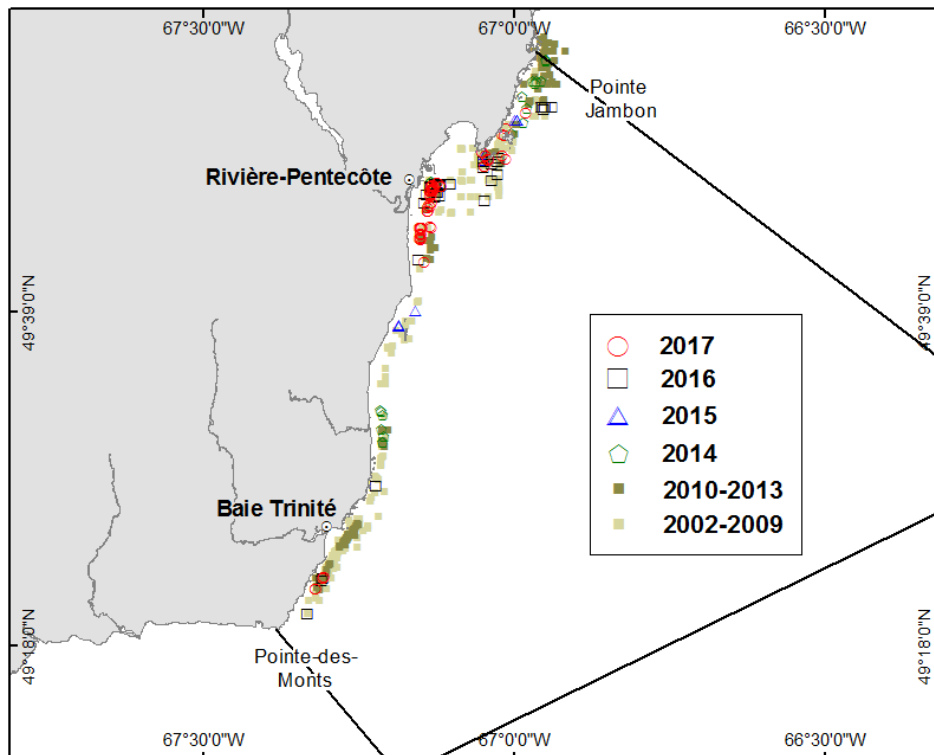 67°30'0"W
67°0'0"W
66°30'0"W
Pointe
Jambon
Rivière-Pentecôte
49°39'0"N
49°39'0"N
2017
2016
2015
2014
2010-2013
2002-2009
Baie Trinité
49°18'0"N
49°18'0"N
Pointe-des-
Monts
67°30'0"W
67°0'0"W
66°30'0"W